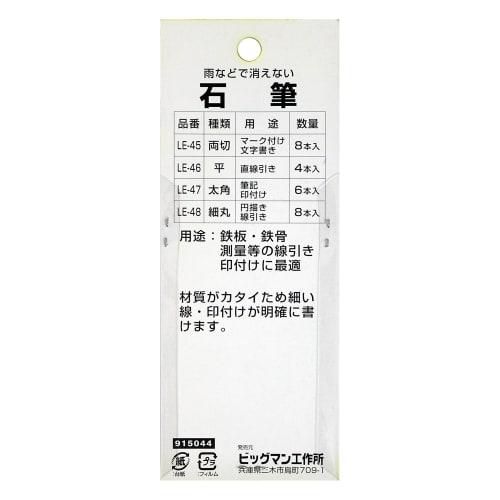 雨などで消えない
石筆
品番 種類 用途 数量
LE-45 両切 マーク付け 文字書き 8本入
LE-46 平 直線引き 4本入
LE-47 太角 筆記 印付け 6本入
LE-48 細丸 円描き 線引き 8本入
用途：鉄板・鉄骨
測量等の線引き
印付けに最適
材質がカタイため細い
線・印付けが明確に書
けます。
915044
紙 台紙
プラ フィルム
発売元
ビッグマン工作所
兵庫県三木市鳥町709-1